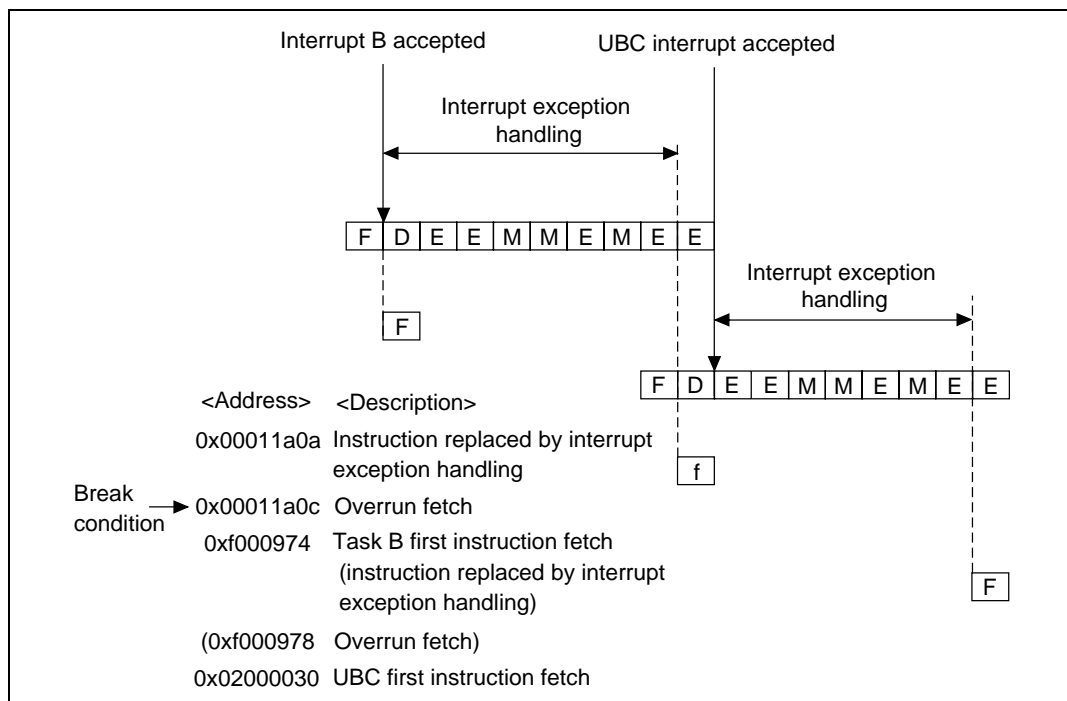 Interrupt B accepted
UBC interrupt accepted
Interrupt exception
handling
F D E E M M E M E E
Interrupt exception
handling
F
F D E E M M E M E E
<Address> <Description>
0x00011a0a Instruction replaced by interrupt
exception handling
f
Break
condition
0x00011a0c Overrun fetch
0xf000974 Task B first instruction fetch
(instruction replaced by interrupt
exception handling)
F
(0xf000978 Overrun fetch)
0x02000030 UBC first instruction fetch